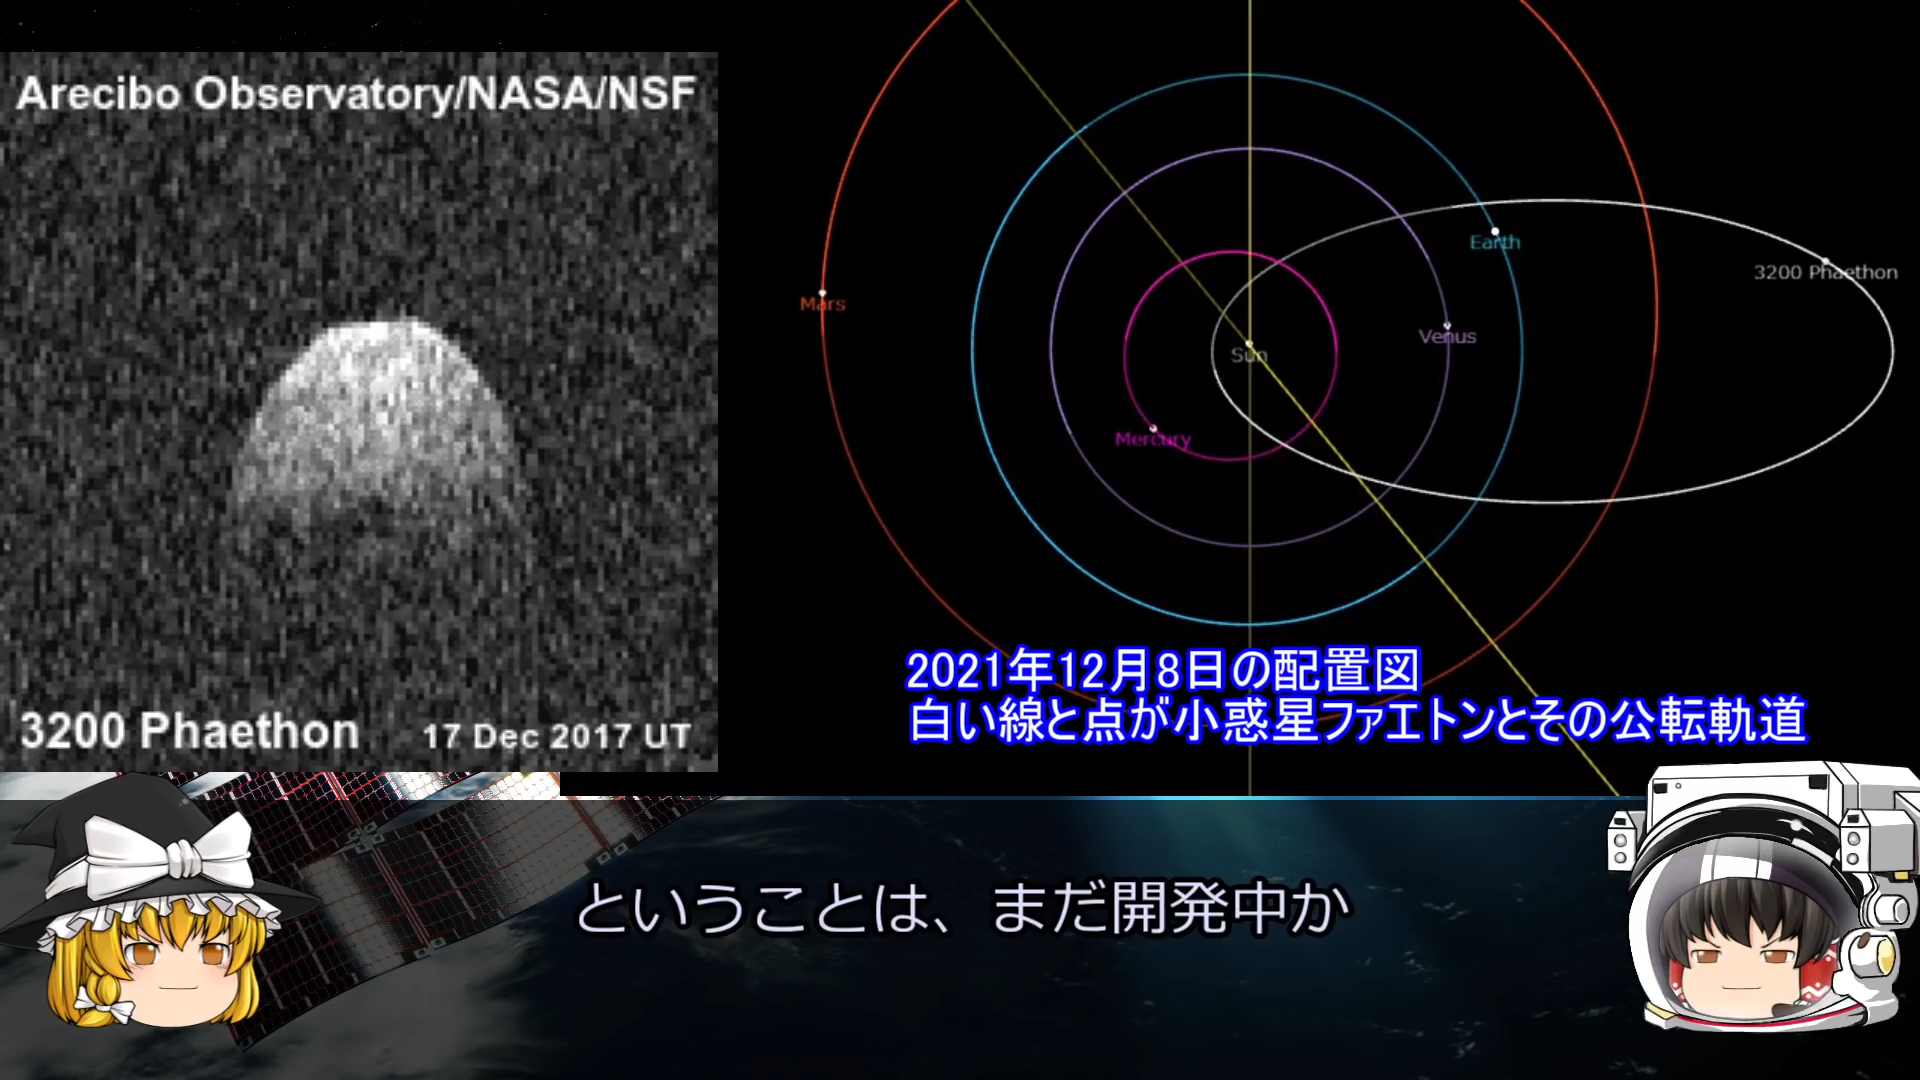 Arecibo Observatory/NASA/NSF
3200 Phaethon
17 Dec 2017 UT
Mars
Earth
3200 Phaethon
Venus
Sun
Mercury
2021年12月8日の配置図
白い線と点が小惑星ファエトンとその公転軌道
ということは、まだ開発中か